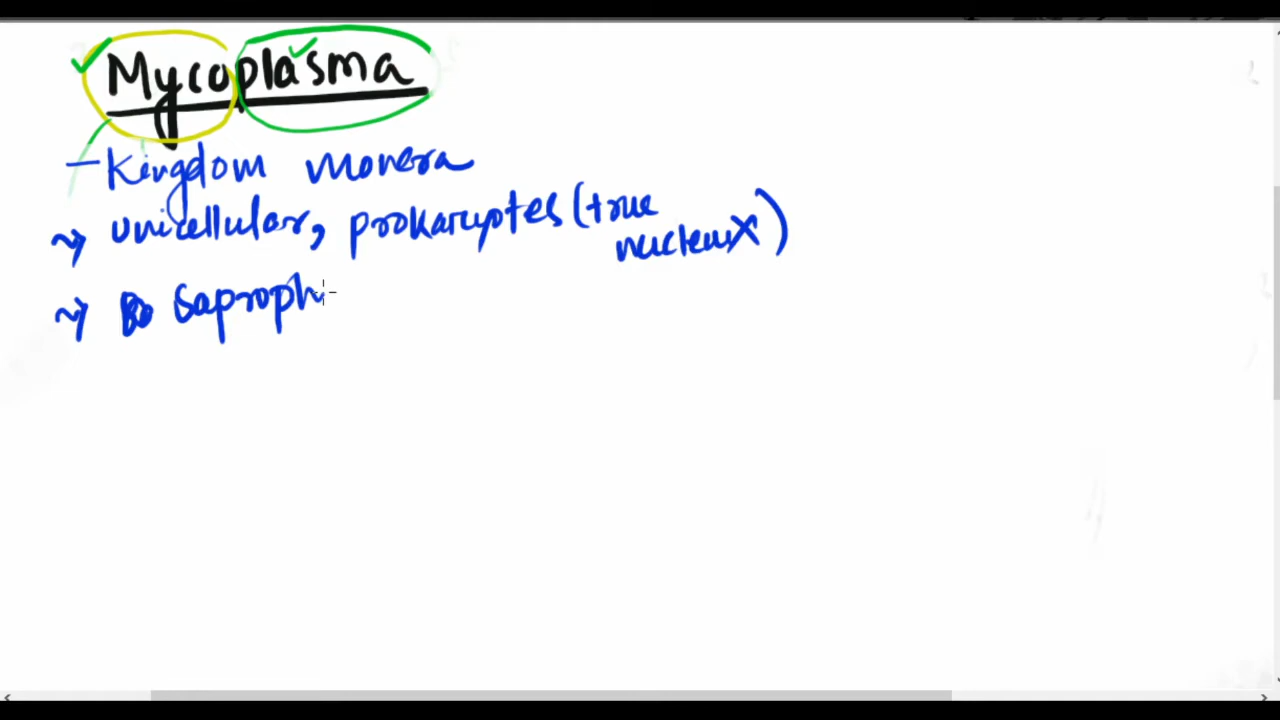 Mycoplasma
- Kingdom Monera
→ unicellular, prokaryotes (true
nucleus X)
→ Saproph